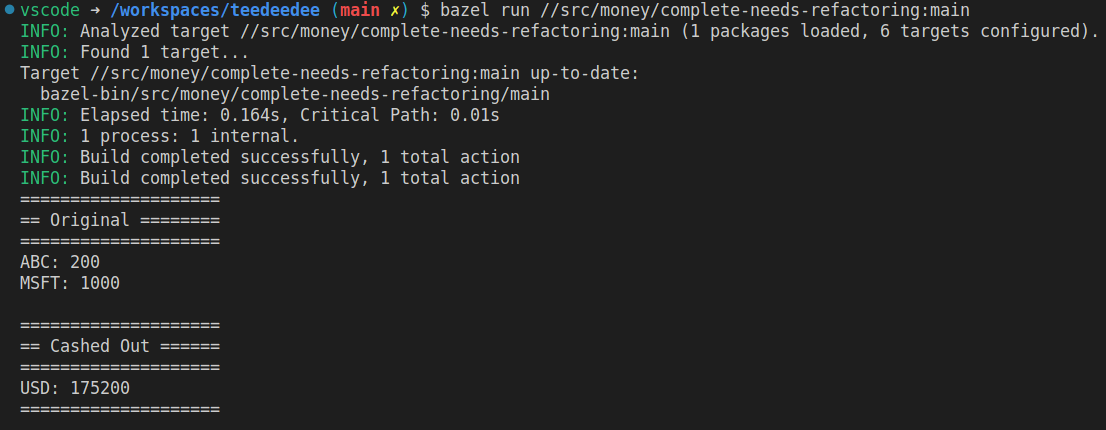 vscode → /workspaces/teedeedee (main ✗) $ bazel run //src/money/complete-needs-refactoring:main
INFO: Analyzed target //src/money/complete-needs-refactoring:main (1 packages loaded, 6 targets configured).
INFO: Found 1 target...
Target //src/money/complete-needs-refactoring:main up-to-date:
  bazel-bin/src/money/complete-needs-refactoring/main
INFO: Elapsed time: 0.164s, Critical Path: 0.01s
INFO: 1 process: 1 internal.
INFO: Build completed successfully, 1 total action
INFO: Build completed successfully, 1 total action
====================
== Original ========
====================
ABC: 200
MSFT: 1000

====================
== Cashed Out ======
====================
USD: 175200
====================